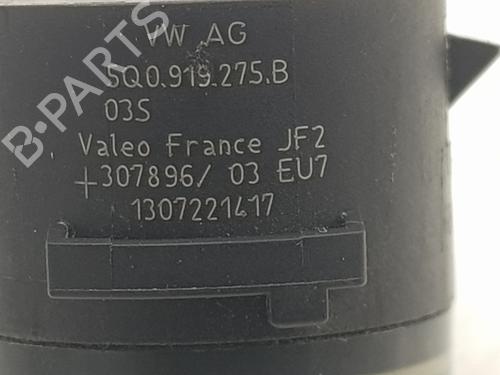 VW AG
5Q0.919.275.B
03S
Valeo France JF2
+307896/ 03 EU7
1307221417
B-PARTS